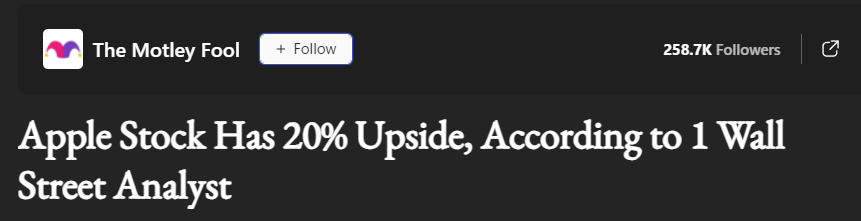 The Motley Fool
+ Follow
258.7K Followers
Apple Stock Has 20% Upside, According to 1 Wall
Street Analyst